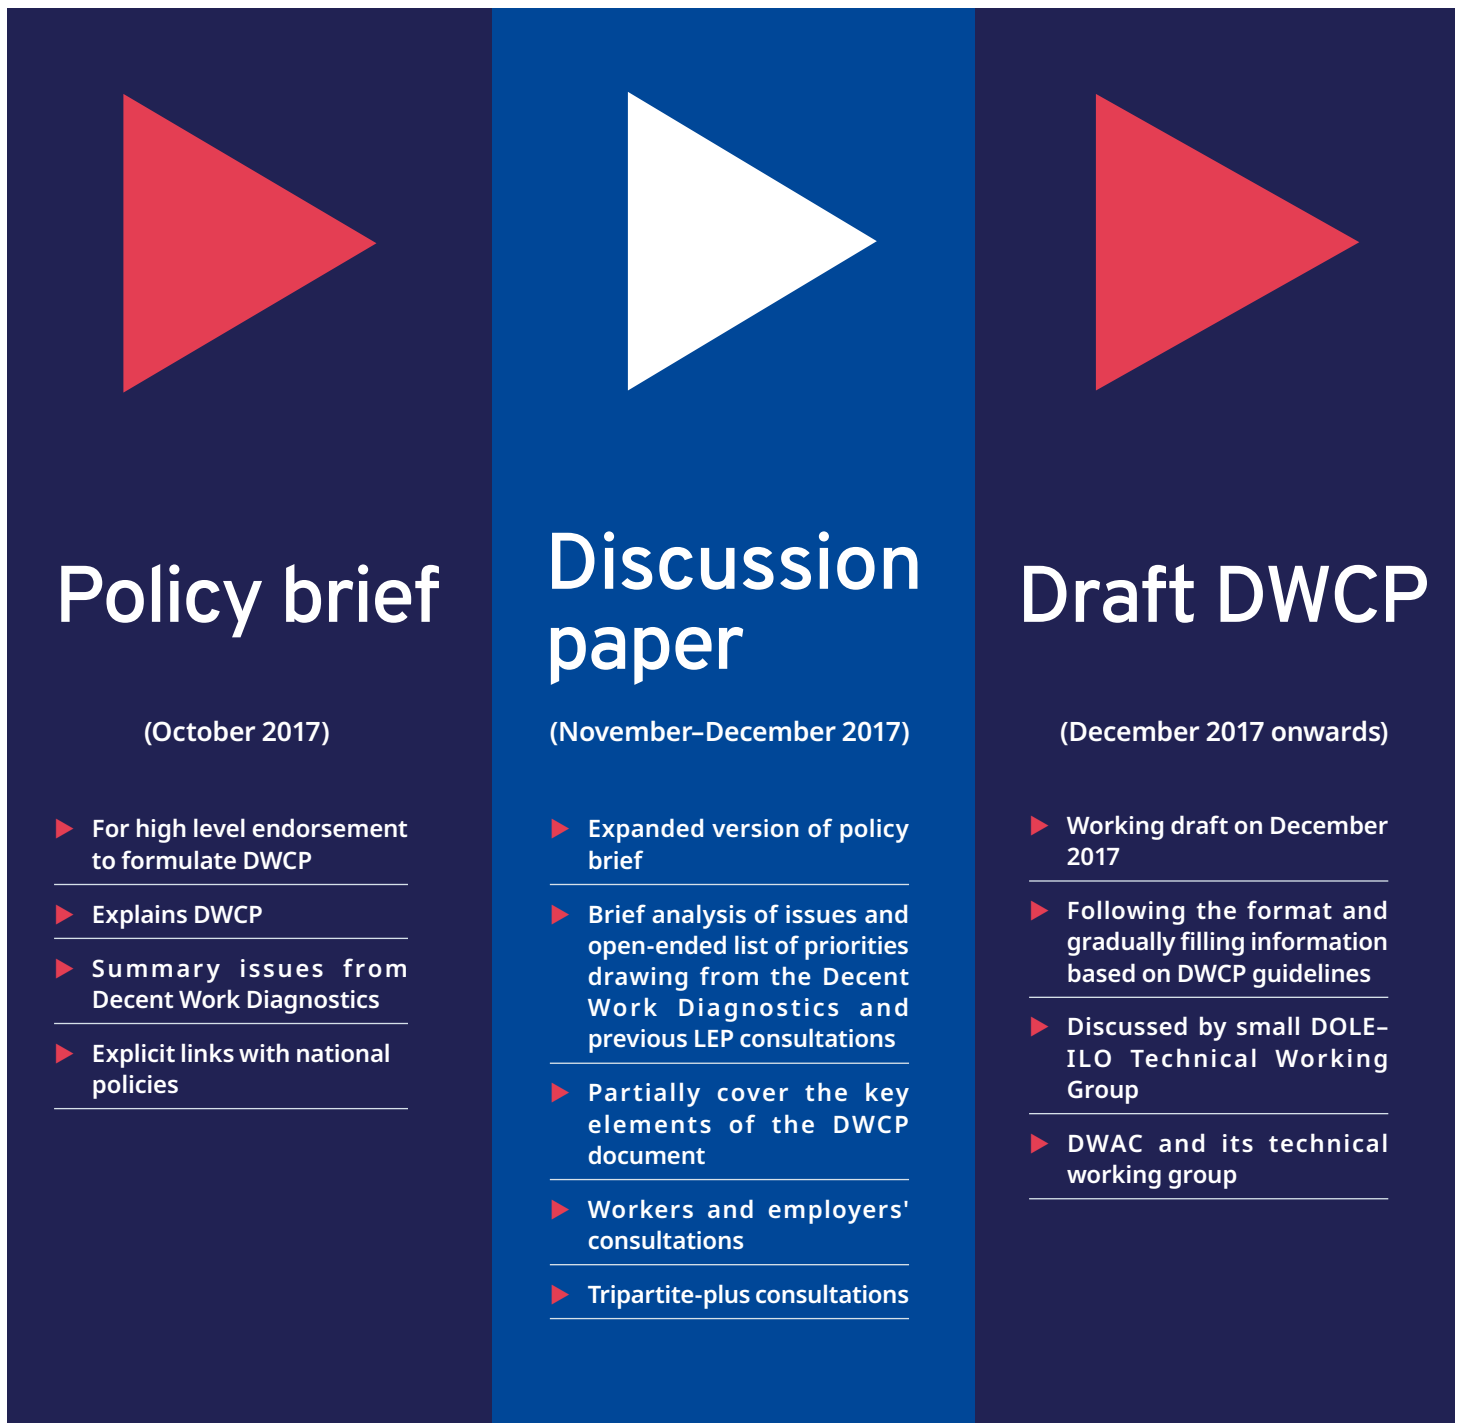 Policy brief
(October 2017)
For high level endorsement
to formulate DWCP
Explains DWCP
Summary issues from
Decent Work Diagnostics
Explicit links with national
policies
Discussion
paper
(November–December 2017)
Expanded version of policy
brief
Brief analysis of issues and
open-ended list of priorities
drawing from the Decent
Work Diagnostics and
previous LEP consultations
Partially cover the key
elements of the DWCP
document
Workers and employers'
consultations
Tripartite-plus consultations
Draft DWCP
(December 2017 onwards)
Working draft on December
2017
Following the format and
gradually filling information
based on DWCP guidelines
Discussed by small DOLE–
ILO Technical Working
Group
DWAC and its technical
working group